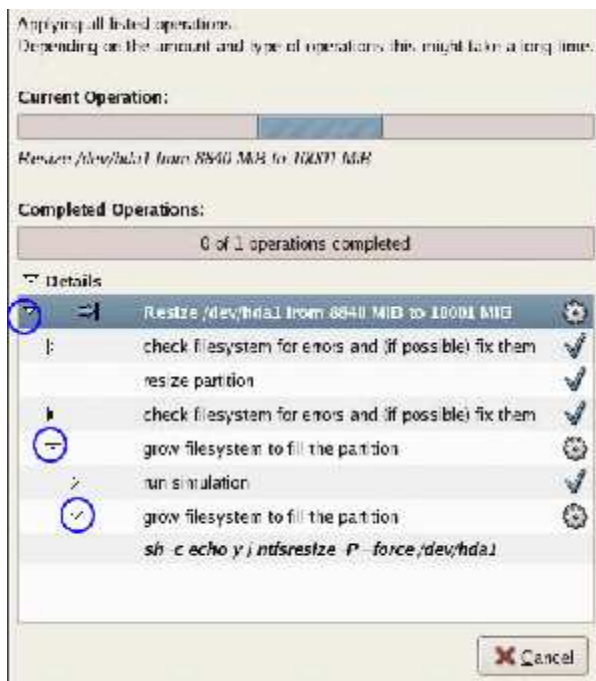 Applying all listed operations.
Depending on the amount and type of operations this might take a long time.
Current Operation:
Resize /dev/hda1 from 8840 MiB to 10001 MiB
Completed Operations:
0 of 1 operations completed
Details
Resize /dev/hda1 from 8840 MiB to 10001 MiB
check filesystem for errors and (if possible) fix them
resize partition
check filesystem for errors and (if possible) fix them
grow filesystem to fill the partition
run simulation
grow filesystem to fill the partition
sh -c echo y | ntfsresize -P --force /dev/hda1
Cancel